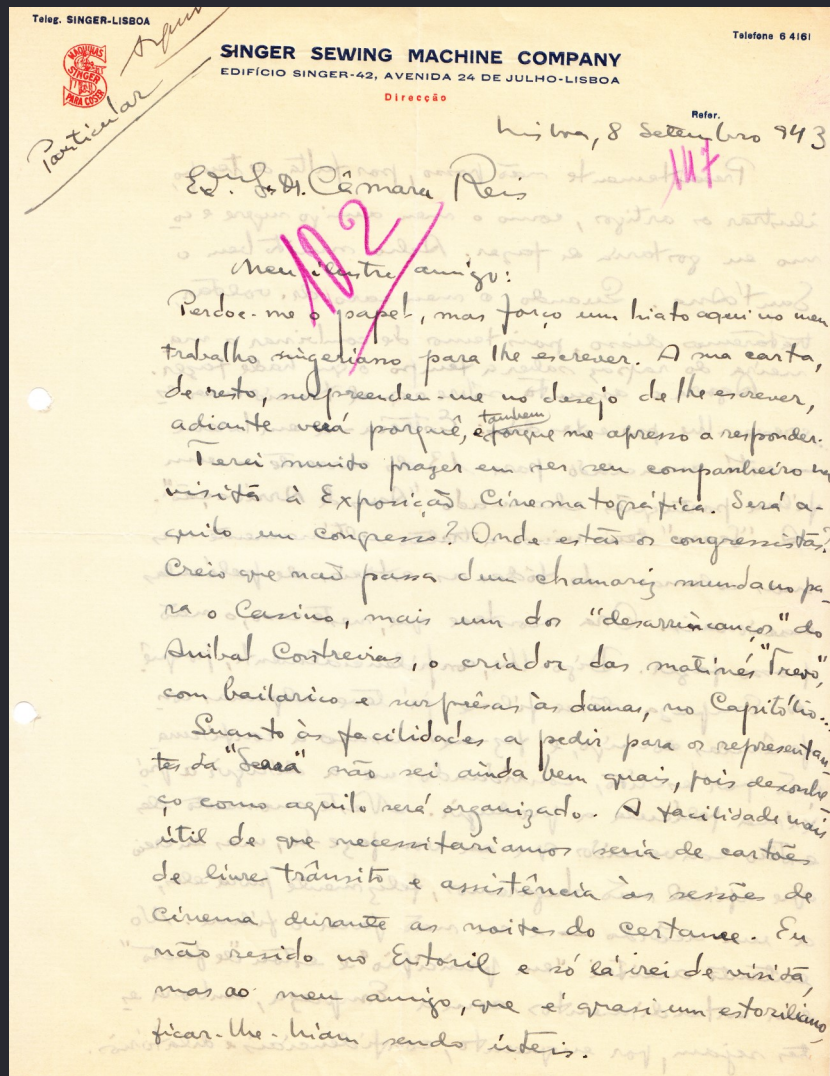 Teleg. SINGER-LISBOA
Telefone 6 4161
Particular
MAQUINAS
SINGER
PARA COSER
SINGER SEWING MACHINE COMPANY
EDIFÍCIO SINGER-42, AVENIDA 24 DE JULHO-LISBOA
Direcção
Refer.
Lisboa, 8 Setembro 943
147
Ex.mo Sr. Dr. Câmara Reis
102
Meu ilustre amigo:
Perdoe-me o papel, mas forço um hiato aqui no meu
trabalho singeriano para lhe escrever. A sua carta,
de resto, surpreendeu-me no desejo de lhe escrever,
adiante verá porquê, e também porque me apresso a responder.
Terei muito prazer em ser seu companheiro na
visita à Exposição Cinematográfica. Será a-
quilo um congresso? Onde estão os congressistas?
Creio que não passa dum chamariz mundano pa-
ra o Casino, mais um dos "desarrincanços" do
Anibal Contreiras, o criador das matinés "Trevo",
com bailarico e surprêsas às damas, no Capitólio...
Quanto às facilidades a pedir para os representan
tes da "Seara" não sei ainda bem quais, pois desconhe
ço como aquilo será organizado. A facilidade mais
útil de que necessitariamos seria de cartões
de livre trânsito e assistência às sessões de
cinema durante as noites do certame. Eu
não resido no Estoril e só lá irei de visita,
mas ao meu amigo, que é quasi um estoriliano,
ficar-lhe-hiam sendo úteis.